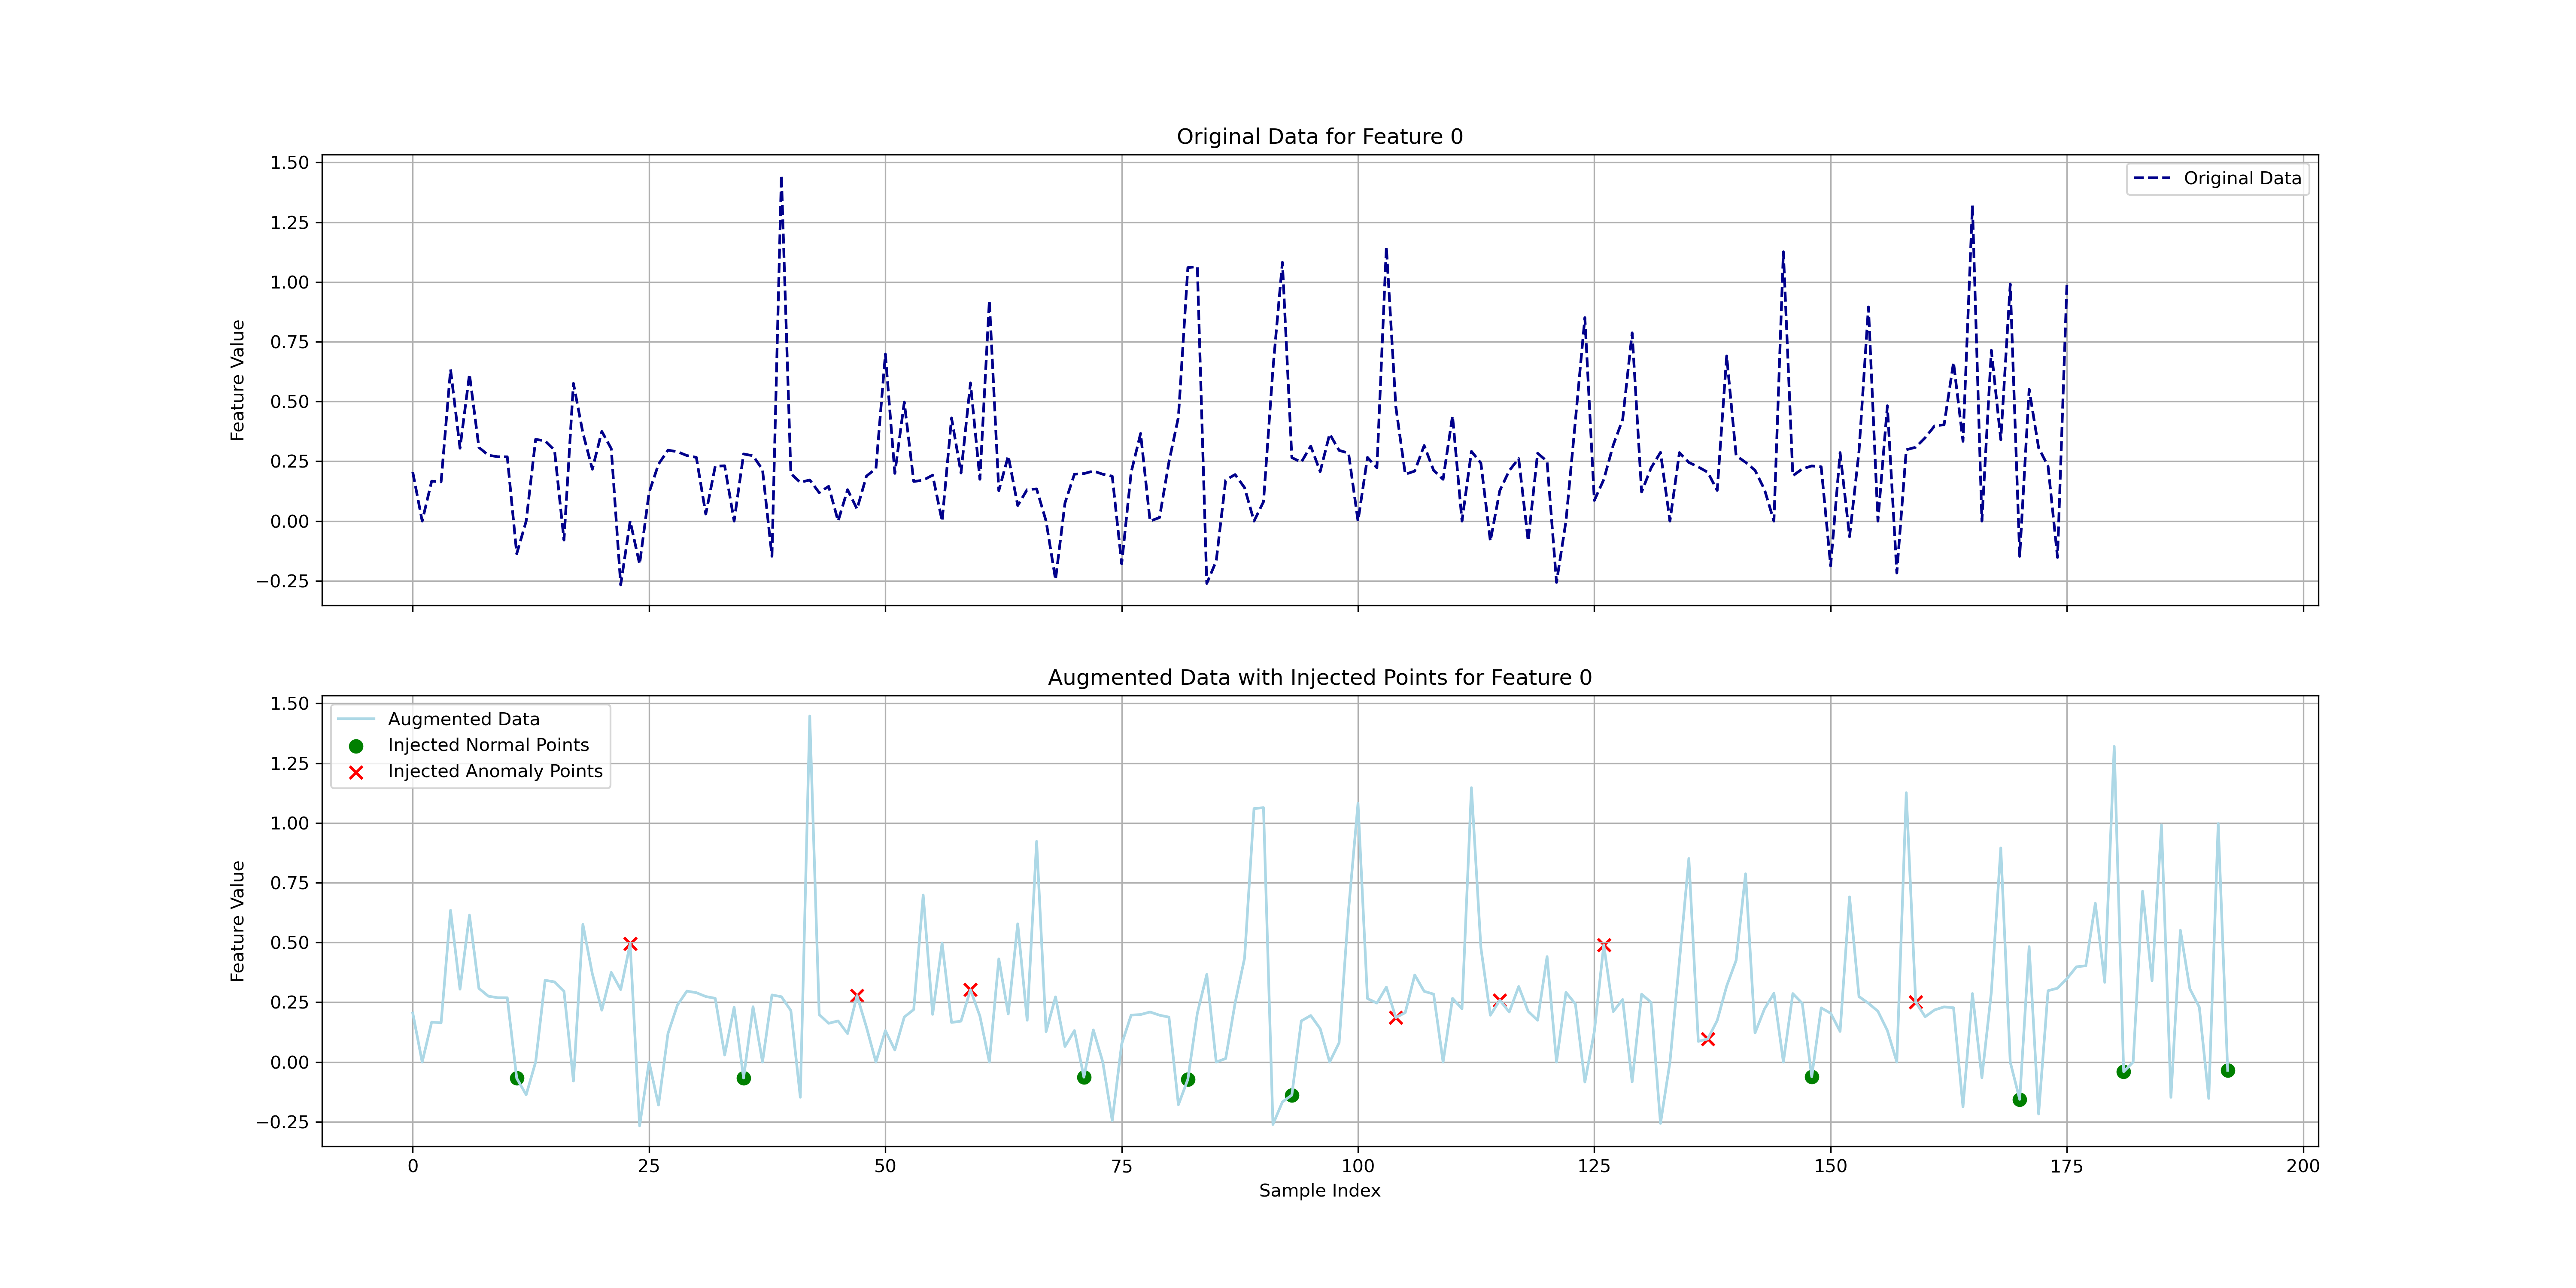 Original Data for Feature 0
1.50
1.25
1.00
0.75
0.50
0.25
0.00
−0.25
Feature Value
Original Data
Augmented Data with Injected Points for Feature 0
1.50
1.25
1.00
0.75
0.50
0.25
0.00
−0.25
Feature Value
Augmented Data
Injected Normal Points
Injected Anomaly Points
0 25 50 75 100 125 150 175 200
Sample Index